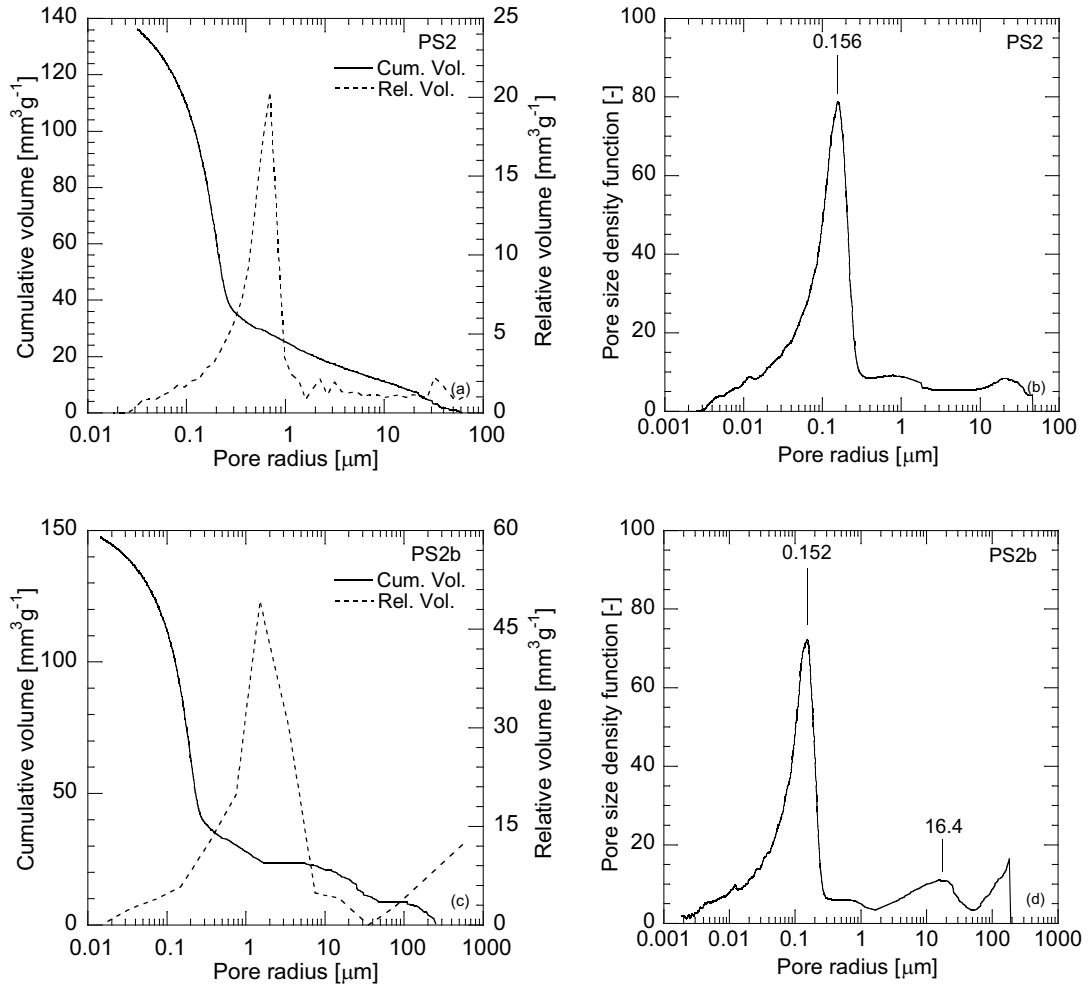 PS2
Cum. Vol.
Rel. Vol.
140
120
100
80
60
40
20
0
25
20
15
10
5
0
0.01
0.1
1
10
100
Cumulative volume [mm³g⁻¹]
Relative volume [mm³g⁻¹]
Pore radius [μm]
(a)
PS2
0.156
100
80
60
40
20
0
0.001
0.01
0.1
1
10
100
Pore size density function [-]
Pore radius [μm]
(b)
PS2b
Cum. Vol.
Rel. Vol.
150
100
50
0
60
45
30
15
0
0.01
0.1
1
10
100
1000
Cumulative volume [mm³g⁻¹]
Relative volume [mm³g⁻¹]
Pore radius [μm]
(c)
PS2b
0.152
16.4
100
80
60
40
20
0
0.001
0.01
0.1
1
10
100
1000
Pore size density function [-]
Pore radius [μm]
(d)